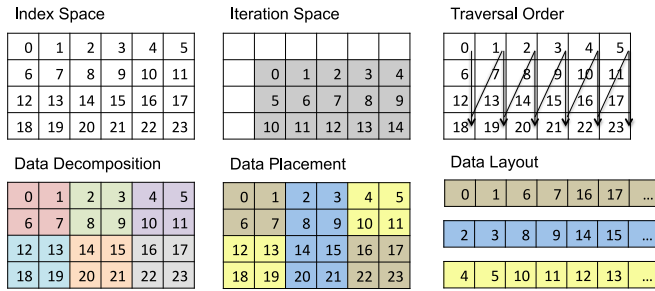 Index Space
0 1 2 3 4 5
6 7 8 9 10 11
12 13 14 15 16 17
18 19 20 21 22 23
Iteration Space
0 1 2 3 4
5 6 7 8 9
10 11 12 13 14
Traversal Order
0 1 2 3 4 5
6 7 8 9 10 11
12 13 14 15 16 17
18 19 20 21 22 23
Data Decomposition
0 1 2 3 4 5
6 7 8 9 10 11
12 13 14 15 16 17
18 19 20 21 22 23
Data Placement
0 1 2 3 4 5
6 7 8 9 10 11
12 13 14 15 16 17
18 19 20 21 22 23
Data Layout
0 1 6 7 16 17 ...
2 3 8 9 14 15 ...
4 5 10 11 12 13 ...